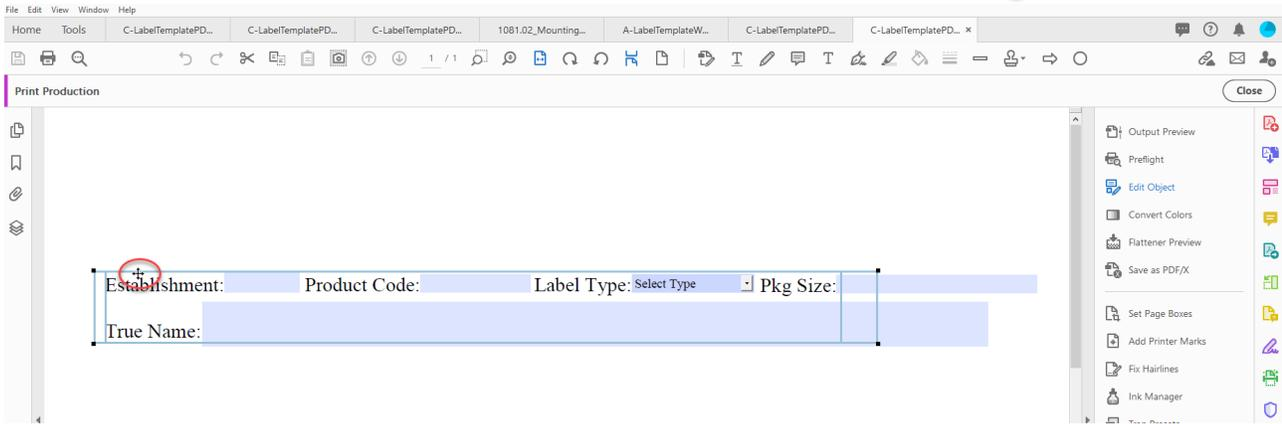 File Edit View Window Help
Home Tools C-LabelTemplatePD... C-LabelTemplatePD... C-LabelTemplatePD... 1081.02_Mounting... A-LabelTemplateW... C-LabelTemplatePD... C-LabelTemplatePD... ×
1 / 1
Print Production Close
Output Preview
Preflight
Edit Object
Convert Colors
Flattener Preview
Save as PDF/X
Establishment: Product Code: Label Type: Select Type Pkg Size:
True Name:
Set Page Boxes
Add Printer Marks
Fix Hairlines
Ink Manager